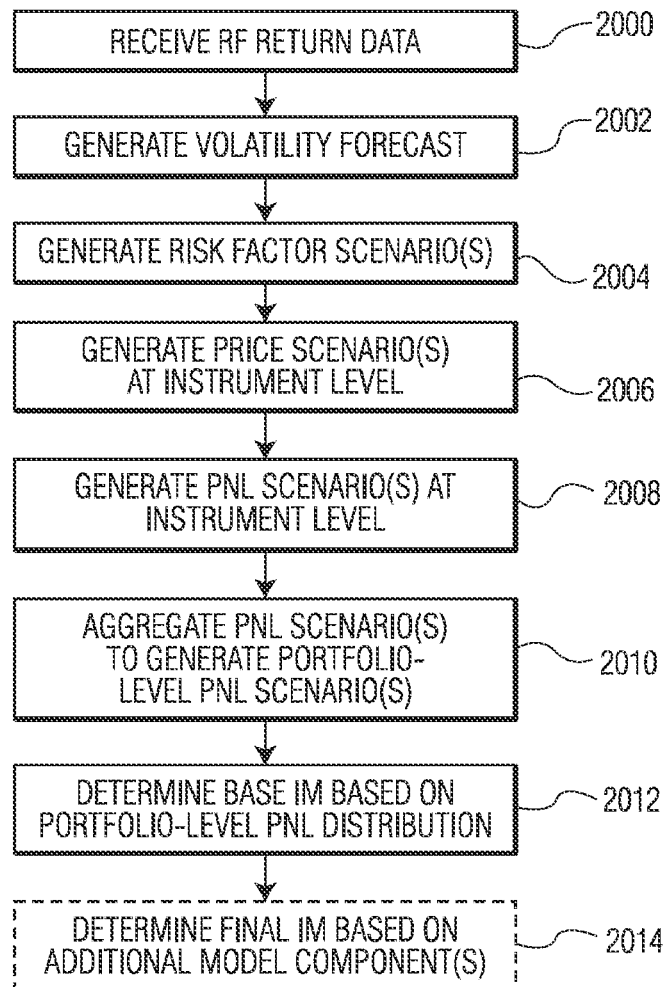 RECEIVE RF RETURN DATA
2000
GENERATE VOLATILITY FORECAST
2002
GENERATE RISK FACTOR SCENARIO(S)
2004
GENERATE PRICE SCENARIO(S)
AT INSTRUMENT LEVEL
2006
GENERATE PNL SCENARIO(S) AT
INSTRUMENT LEVEL
2008
AGGREGATE PNL SCENARIO(S)
TO GENERATE PORTFOLIO-
LEVEL PNL SCENARIO(S)
2010
DETERMINE BASE IM BASED ON
PORTFOLIO-LEVEL PNL DISTRIBUTION
2012
DETERMINE FINAL IM BASED ON
ADDITIONAL MODEL COMPONENT(S)
2014